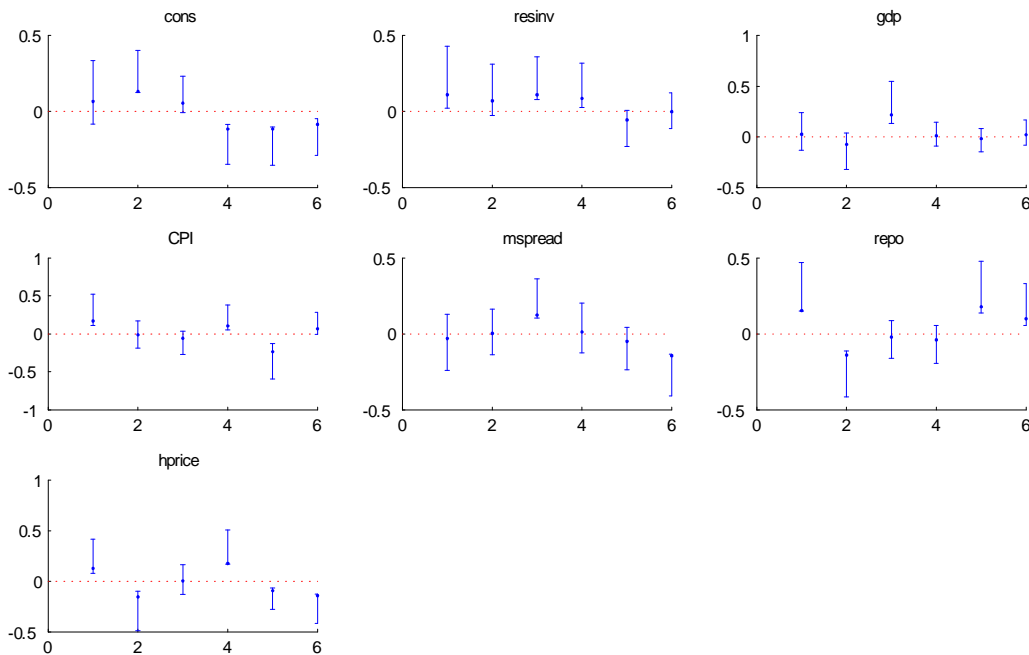 cons resinv gdp
0.5 0.5 1
0 0 0.5
-0.5 -0.5 0
-0.5
0 2 4 6 0 2 4 6 0 2 4 6
CPI mspread repo
1 0.5 0.5
0.5
0 0 0
-0.5
-1 -0.5 -0.5
0 2 4 6 0 2 4 6 0 2 4 6
hprice
1
0.5
0
-0.5
0 2 4 6